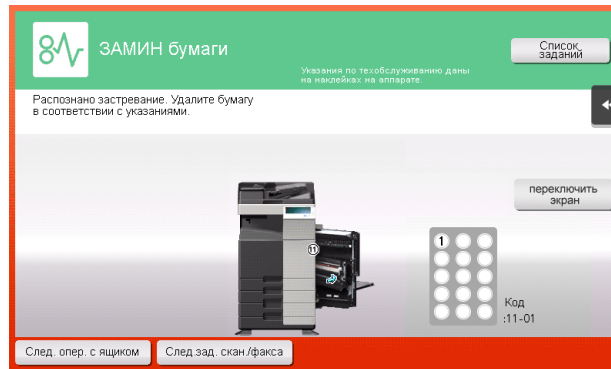 ЗАМИН бумаги
Список
заданий
Указания по техобслуживанию даны
на наклейках на аппарате.
Распознано застревание. Удалите бумагу
в соответствии с указаниями.
переключить
экран
11
1
Код
:11-01
След. опер. с ящиком
След.зад. скан./факса